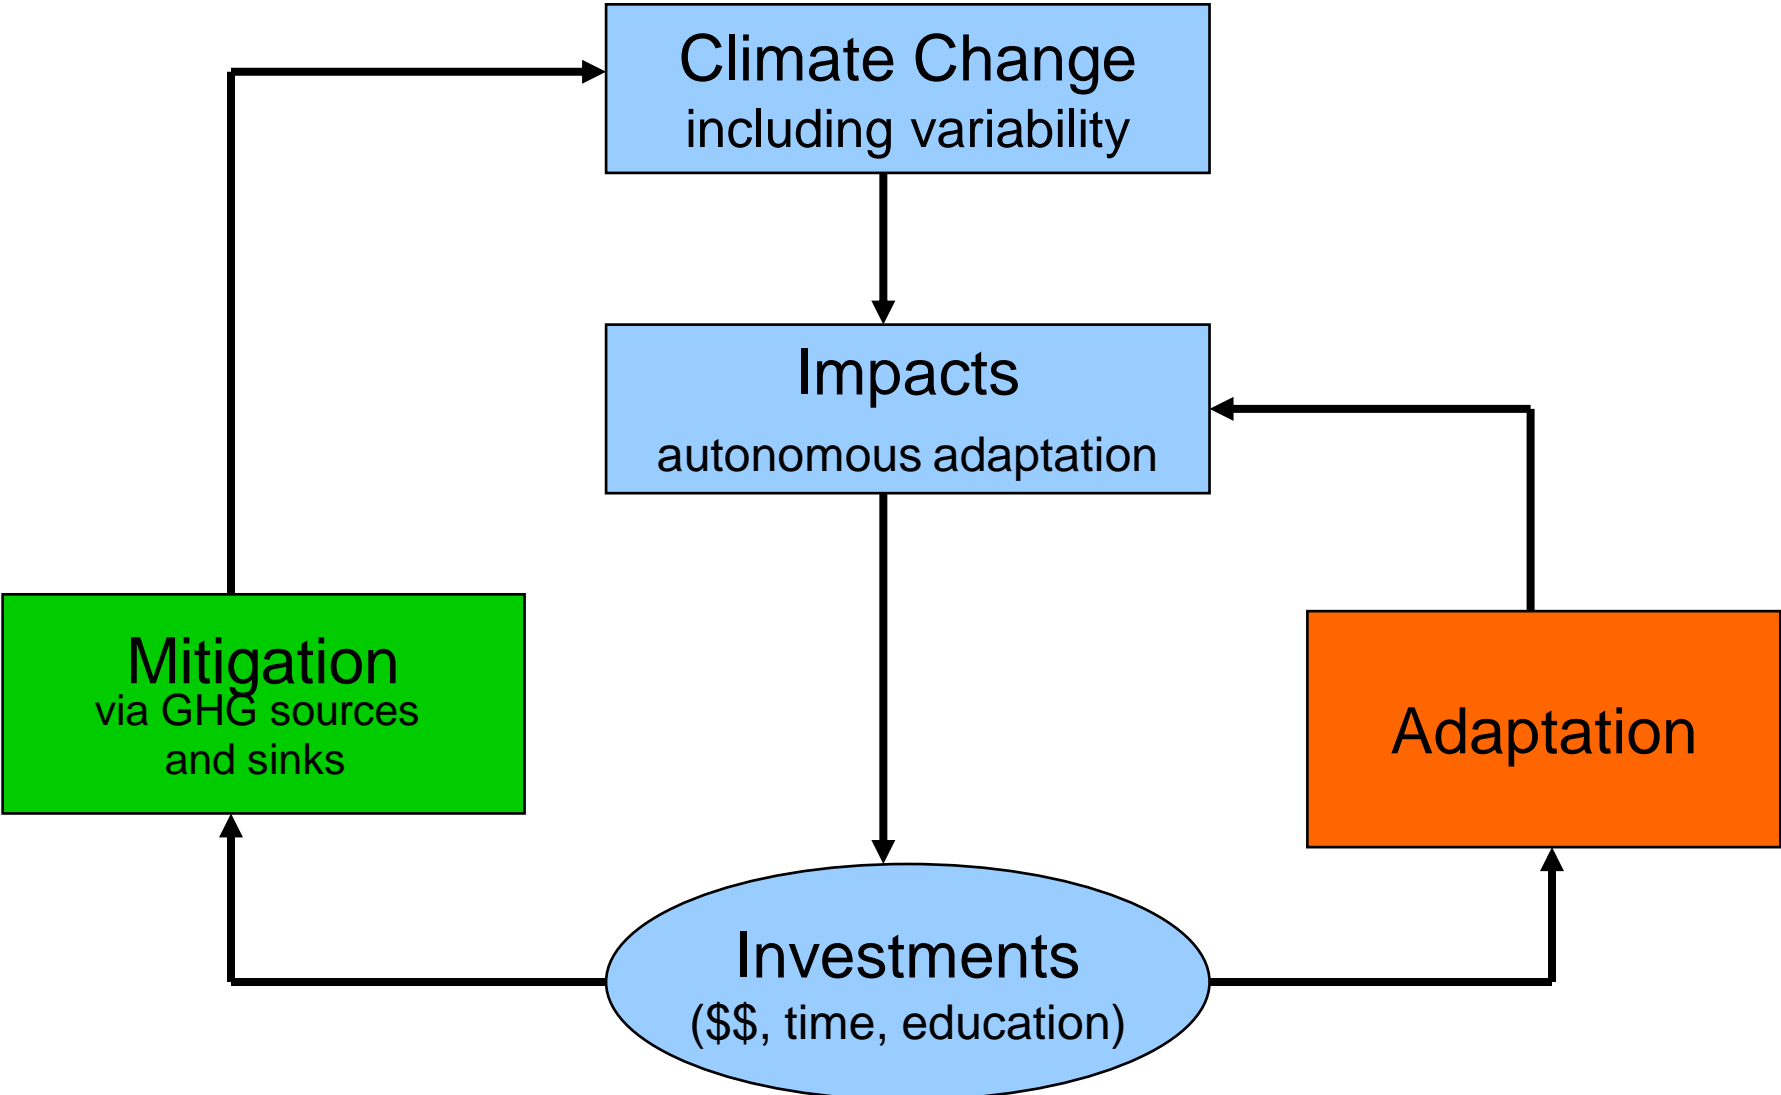 Climate Change
including variability
Impacts
autonomous adaptation
Mitigation
via GHG sources
and sinks
Adaptation
Investments
($$, time, education)